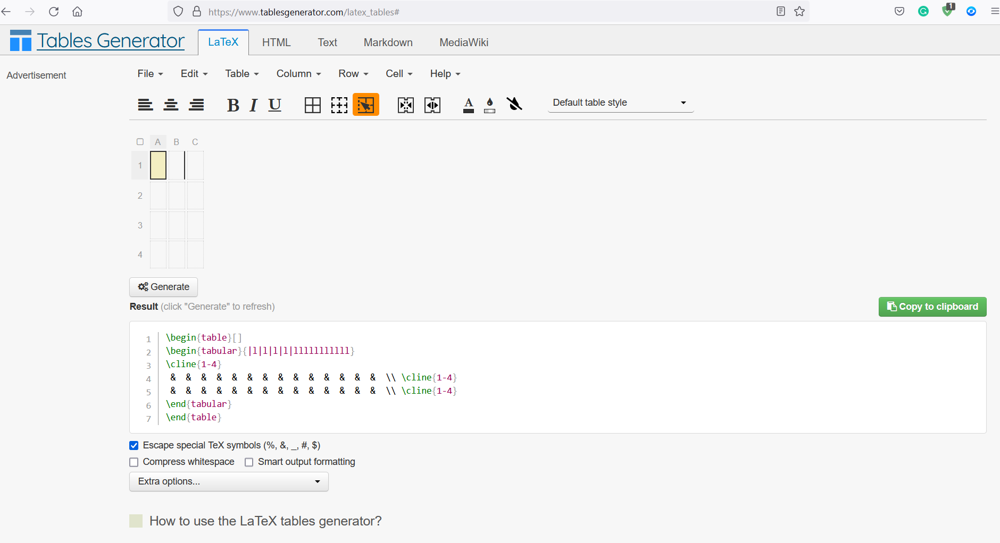 https://www.tablesgenerator.com/latex_tables#
1
Tables Generator
LaTeX HTML Text Markdown MediaWiki
Advertisement
File Edit Table Column Row Cell Help
B I U A Default table style
A B C
1
2
3
4
Generate
Result (click "Generate" to refresh)
Copy to clipboard
1 \begin{table}[]
2 \begin{tabular}{|l|l|l|l|lllllllllll}
3 \cline{1-4}
4 & & & & & & & & & & & & & & \\ \cline{1-4}
5 & & & & & & & & & & & & & & \\ \cline{1-4}
6 \end{tabular}
7 \end{table}
Escape special TeX symbols (%, &, _, #, $)
Compress whitespace Smart output formatting
Extra options...
How to use the LaTeX tables generator?